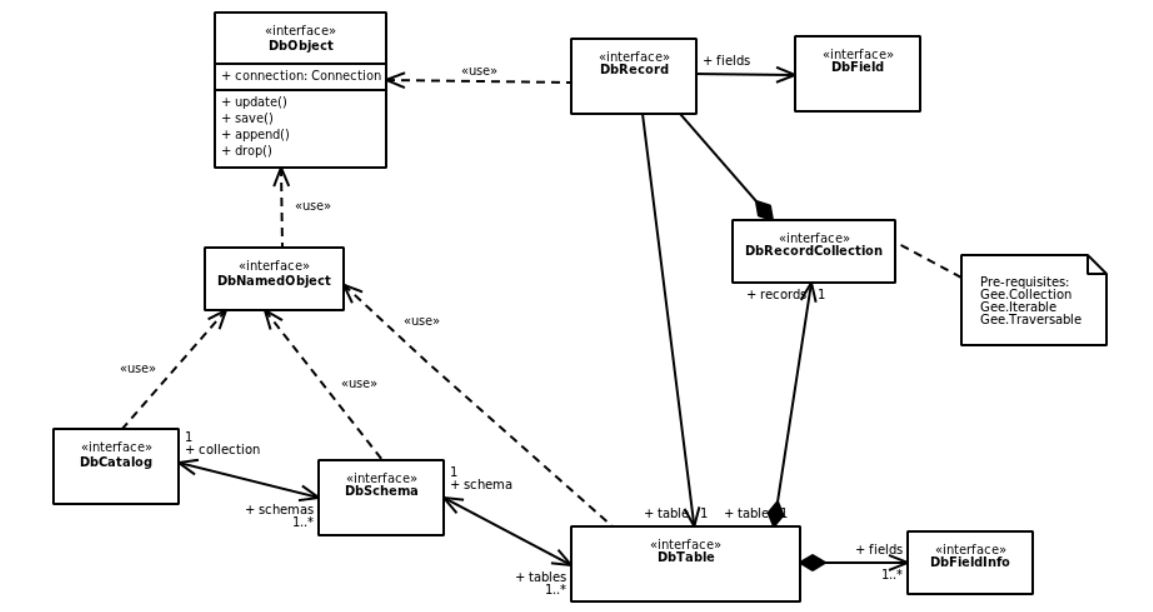 «interface»
DbObject
+ connection: Connection
+ update()
+ save()
+ append()
+ drop()
«use»
«interface»
DbRecord
+ fields
«interface»
DbField
«use»
«interface»
DbNamedObject
«interface»
DbRecordCollection
+ records 1
Pre-requisites:
Gee.Collection
Gee.Iterable
Gee.Traversable
«use»
«use»
«use»
«interface»
DbCatalog
1
+ collection
+ schemas
1..*
«interface»
DbSchema
1
+ schema
+ tables
1..*
+ table 1
+ table 1
«interface»
DbTable
+ fields
1..*
«interface»
DbFieldInfo